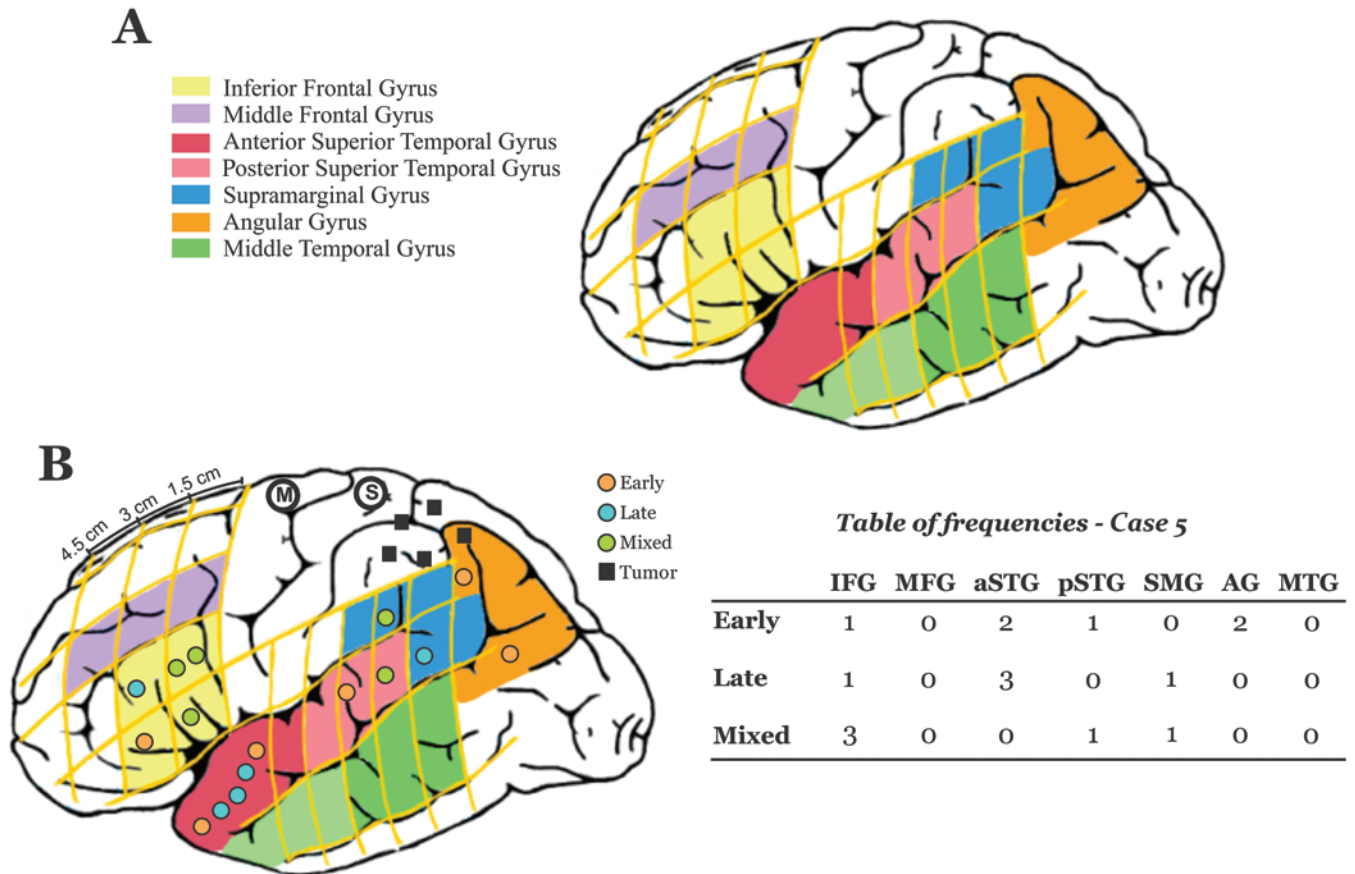 A
Inferior Frontal Gyrus
Middle Frontal Gyrus
Anterior Superior Temporal Gyrus
Posterior Superior Temporal Gyrus
Supramarginal Gyrus
Angular Gyrus
Middle Temporal Gyrus
B
4.5 cm 3 cm 1.5 cm
M S
Early
Late
Mixed
Tumor
Table of frequencies - Case 5
IFG MFG aSTG pSTG SMG AG MTG
Early 1 0 2 1 0 2 0
Late 1 0 3 0 1 0 0
Mixed 3 0 0 1 1 0 0